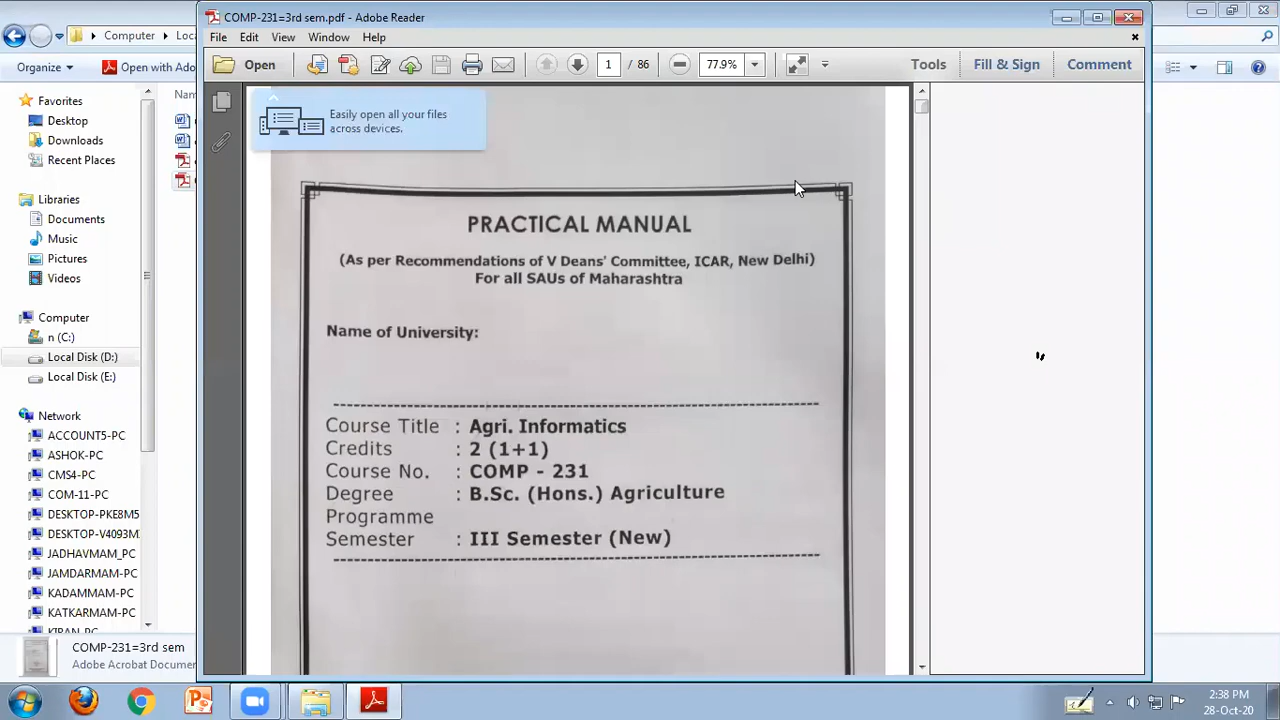 COMP-231=3rd sem.pdf - Adobe Reader
File Edit View Window Help
Open 1 / 86 77.9% Tools Fill & Sign Comment
Computer
Organize Open with Ado
Favorites
Desktop
Downloads
Recent Places
Libraries
Documents
Music
Pictures
Videos
Computer
n (C:)
Local Disk (D:)
Local Disk (E:)
Network
ACCOUNT5-PC
ASHOK-PC
CMS4-PC
COM-11-PC
DESKTOP-PKE8M5
DESKTOP-V4093M
JADHAVMAM_PC
JAMDARMAM-PC
KADAMMAM-PC
KATKARMAM-PC
KIRAN-PC
COMP-231=3rd sem
Adobe Acrobat Documen
Easily open all your files
across devices.
PRACTICAL MANUAL
(As per Recommendations of V Deans' Committee, ICAR, New Delhi)
For all SAUs of Maharashtra
Name of University:
Course Title : Agri. Informatics
Credits : 2 (1+1)
Course No. : COMP - 231
Degree : B.Sc. (Hons.) Agriculture
Programme
Semester : III Semester (New)
2:38 PM
28-Oct-20